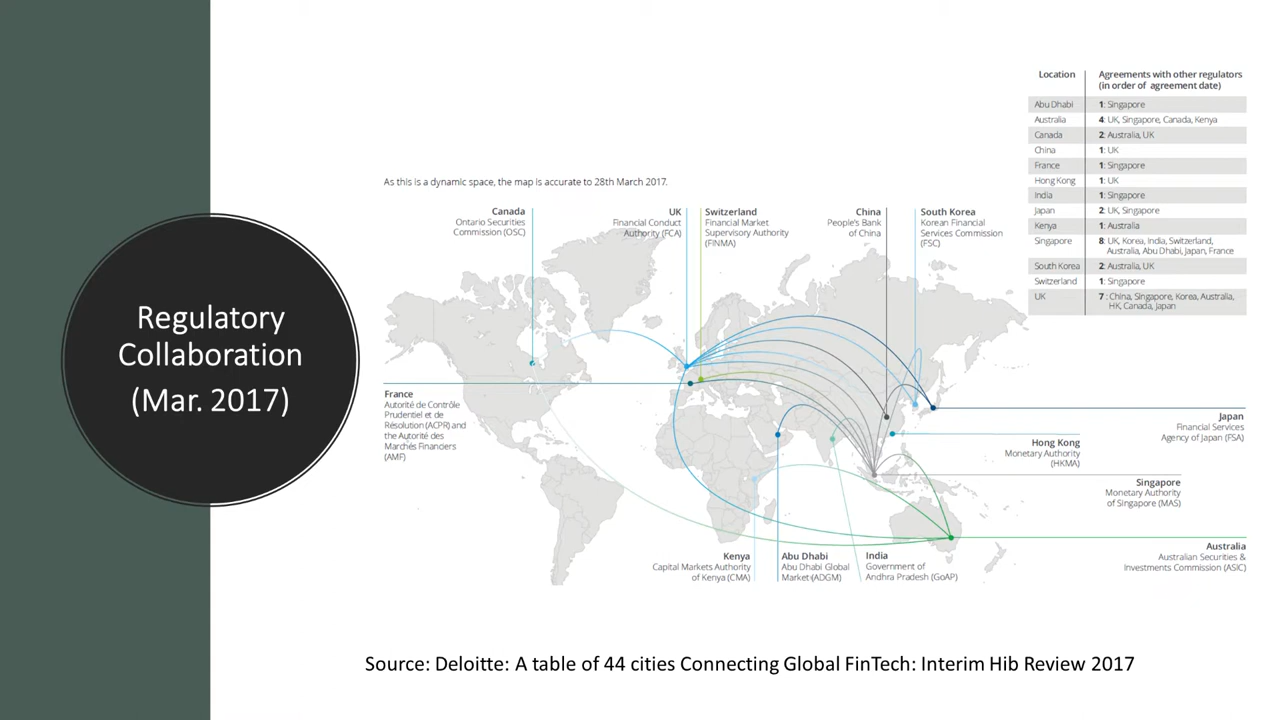 Regulatory
Collaboration
(Mar. 2017)
Location Agreements with other regulators
(in order of agreement date)
Abu Dhabi 1: Singapore
Australia 4: UK, Singapore, Canada, Kenya
Canada 2: Australia, UK
China 1: UK
France 1: Singapore
Hong Kong 1: UK
India 1: Singapore
Japan 2: UK, Singapore
Kenya 1: Australia
Singapore 8: UK, Korea, India, Switzerland,
Australia, Abu Dhabi, Japan, France
South Korea 2: Australia, UK
Switzerland 1: Singapore
UK 7 : China, Singapore, Korea, Australia,
HK, Canada, Japan
As this is a dynamic space, the map is accurate to 28th March 2017.
Canada
Ontario Securities
Commission (OSC)
UK
Financial Conduct
Authority (FCA)
Switzerland
Financial Market
Supervisory Authority
(FINMA)
China
People's Bank
of China
South Korea
Korean Financial
Services Commission
(FSC)
France
Autorité de Contrôle
Prudentiel et de
Résolution (ACPR) and
the Autorité des
Marchés Financiers
(AMF)
Japan
Financial Services
Agency of Japan (FSA)
Hong Kong
Monetary Authority
(HKMA)
Singapore
Monetary Authority
of Singapore (MAS)
Kenya
Capital Markets Authority
of Kenya (CMA)
Abu Dhabi
Abu Dhabi Global
Market (ADGM)
India
Government of
Andhra Pradesh (GoAP)
Australia
Australian Securities &
Investments Commission (ASIC)
Source: Deloitte: A table of 44 cities Connecting Global FinTech: Interim Hib Review 2017